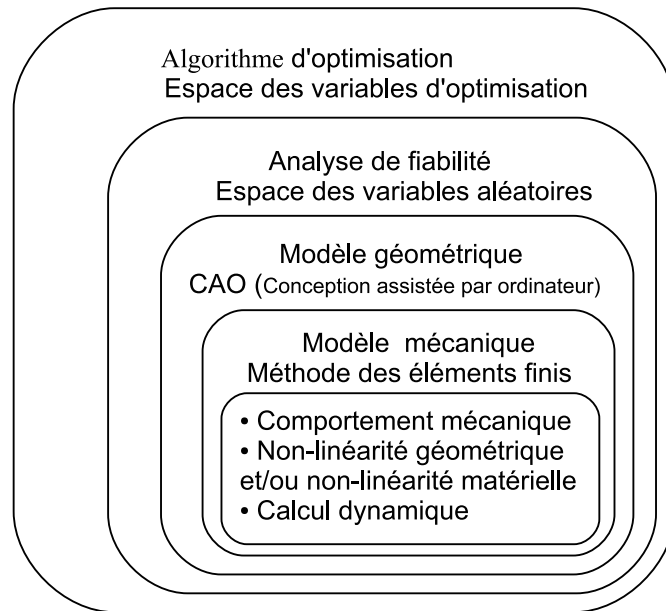 Algorithme d'optimisation
Espace des variables d'optimisation
Analyse de fiabilité
Espace des variables aléatoires
Modèle géométrique
CAO (Conception assistée par ordinateur)
Modèle mécanique
Méthode des éléments finis
• Comportement mécanique
• Non-linéarité géométrique
et/ou non-linéarité matérielle
• Calcul dynamique